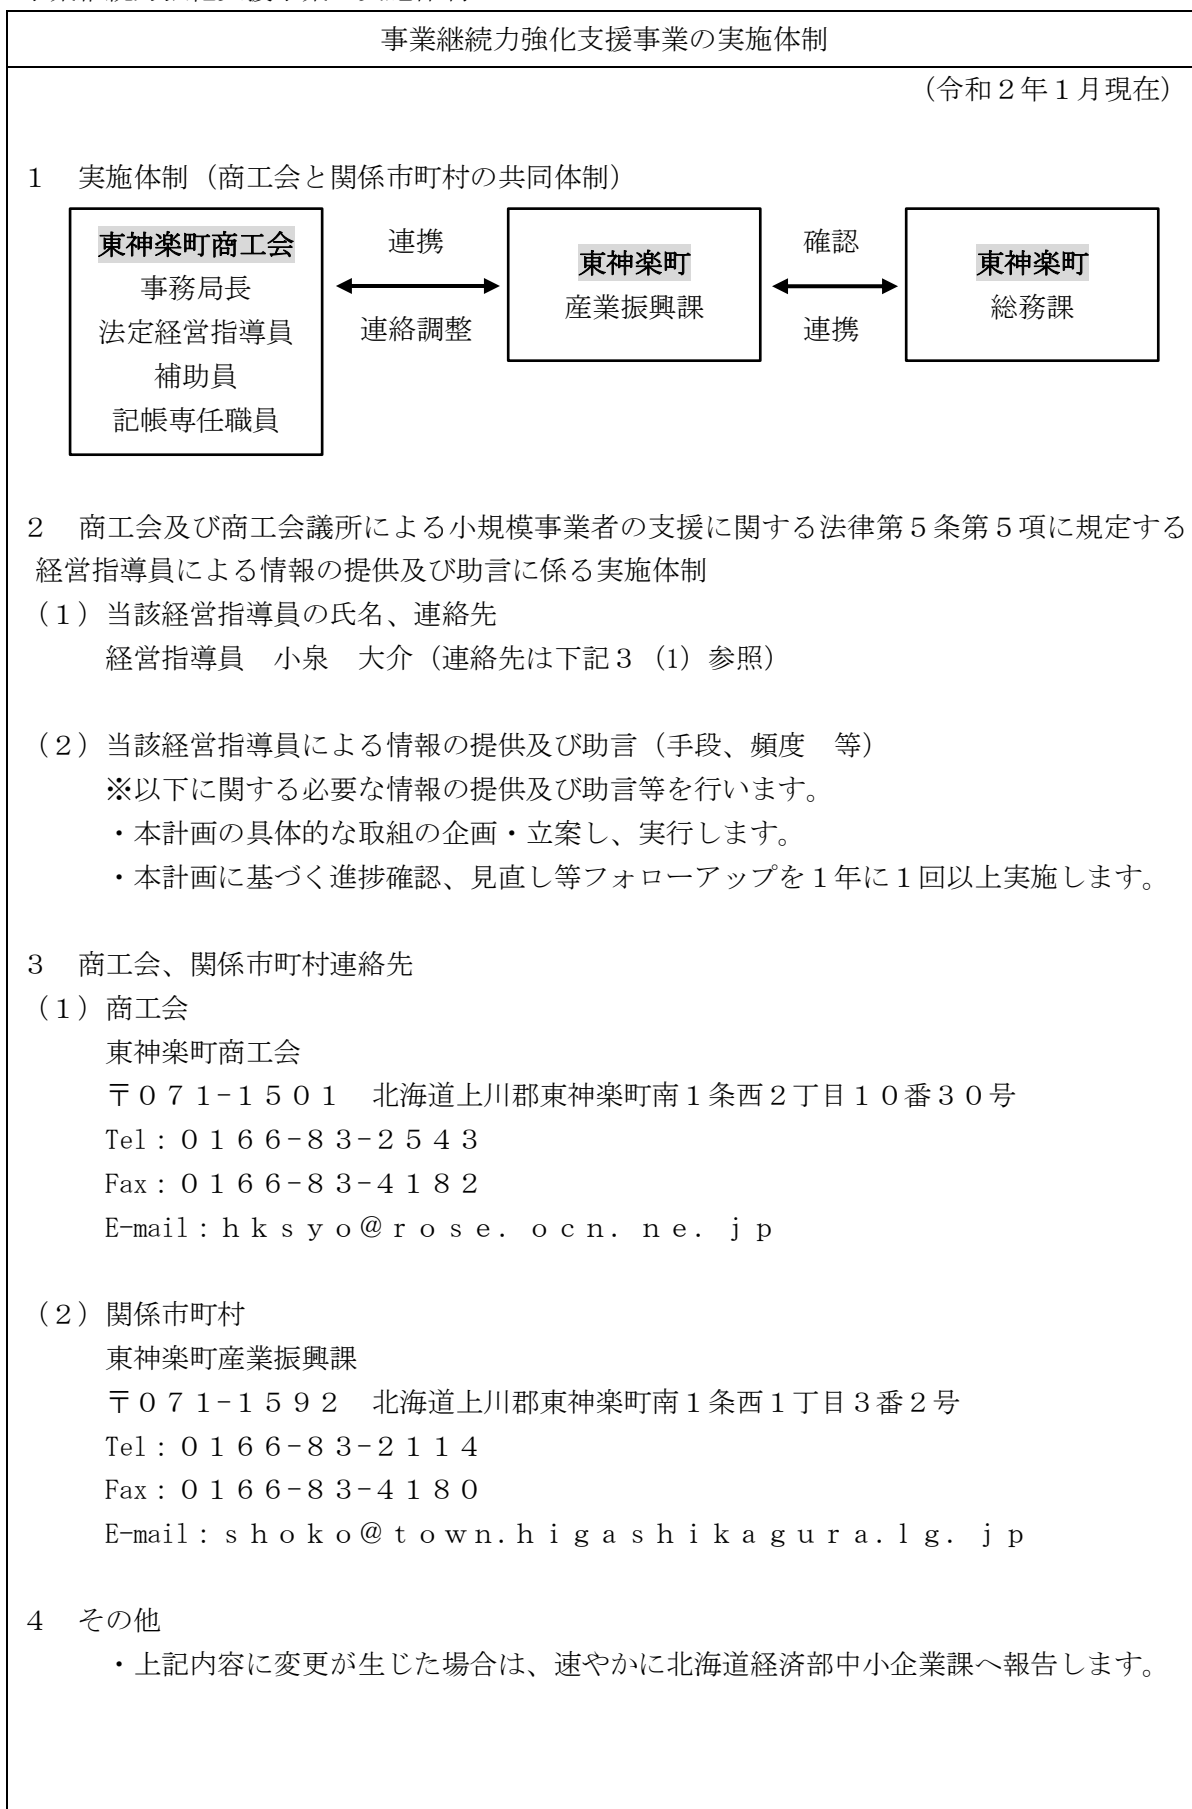 事業継続力強化支援事業の実施体制
（令和２年１月現在）
１　実施体制（商工会と関係市町村の共同体制）
東神楽町商工会
事務局長
法定経営指導員
補助員
記帳専任職員
連携
連絡調整
東神楽町
産業振興課
確認
連携
東神楽町
総務課
２　商工会及び商工会議所による小規模事業者の支援に関する法律第５条第５項に規定する
経営指導員による情報の提供及び助言に係る実施体制
（１）当該経営指導員の氏名、連絡先
経営指導員　小泉　大介（連絡先は下記３（1）参照）
（２）当該経営指導員による情報の提供及び助言（手段、頻度　等）
※以下に関する必要な情報の提供及び助言等を行います。
・本計画の具体的な取組の企画・立案し、実行します。
・本計画に基づく進捗確認、見直し等フォローアップを１年に１回以上実施します。
３　商工会、関係市町村連絡先
（１）商工会
東神楽町商工会
〒０７１-１５０１　北海道上川郡東神楽町南１条西２丁目１０番３０号
Tel：０１６６-８３-２５４３
Fax：０１６６-８３-４１８２
E-mail：ｈｋｓｙｏ＠ｒｏｓｅ．ｏｃｎ．ｎｅ．ｊｐ
（２）関係市町村
東神楽町産業振興課
〒０７１-１５９２　北海道上川郡東神楽町南１条西１丁目３番２号
Tel：０１６６-８３-２１１４
Fax：０１６６-８３-４１８０
E-mail：ｓｈｏｋｏ＠ｔｏｗｎ.ｈｉｇａｓｈｉｋａｇｕｒａ.ｌｇ．ｊｐ
４　その他
・上記内容に変更が生じた場合は、速やかに北海道経済部中小企業課へ報告します。